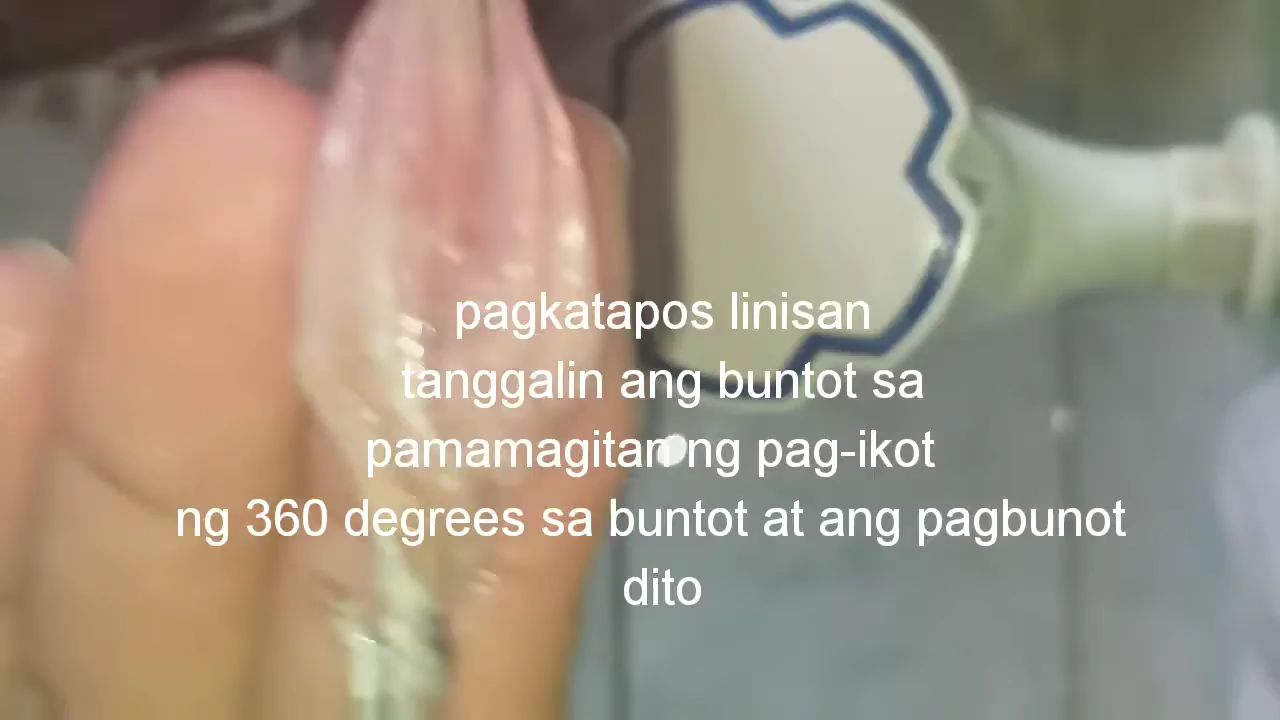 pagkatapos linisan
tanggalin ang buntot sa
pamamagitan ng pag-ikot
ng 360 degrees sa buntot at ang pagbunot
dito